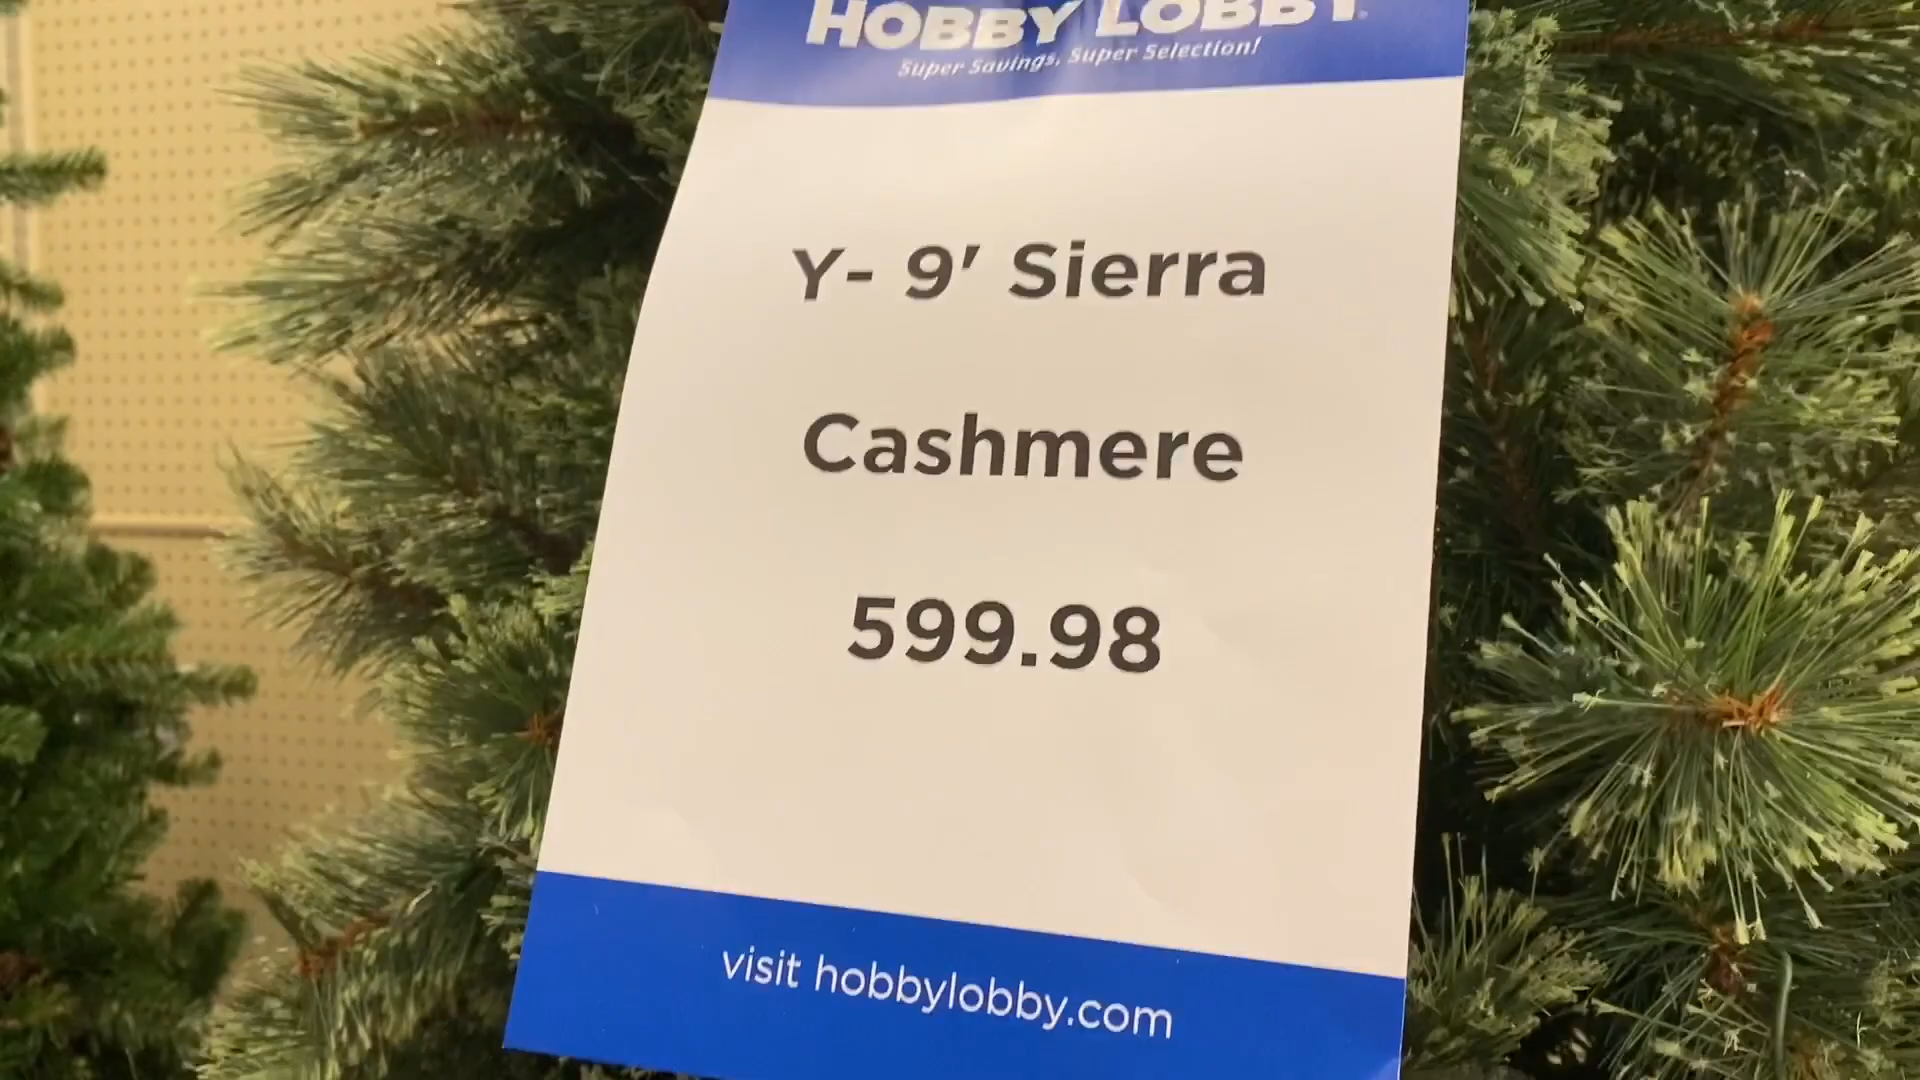 HOBBY LOBBY
Super Savings, Super Selection!
Y- 9' Sierra
Cashmere
599.98
visit hobbylobby.com